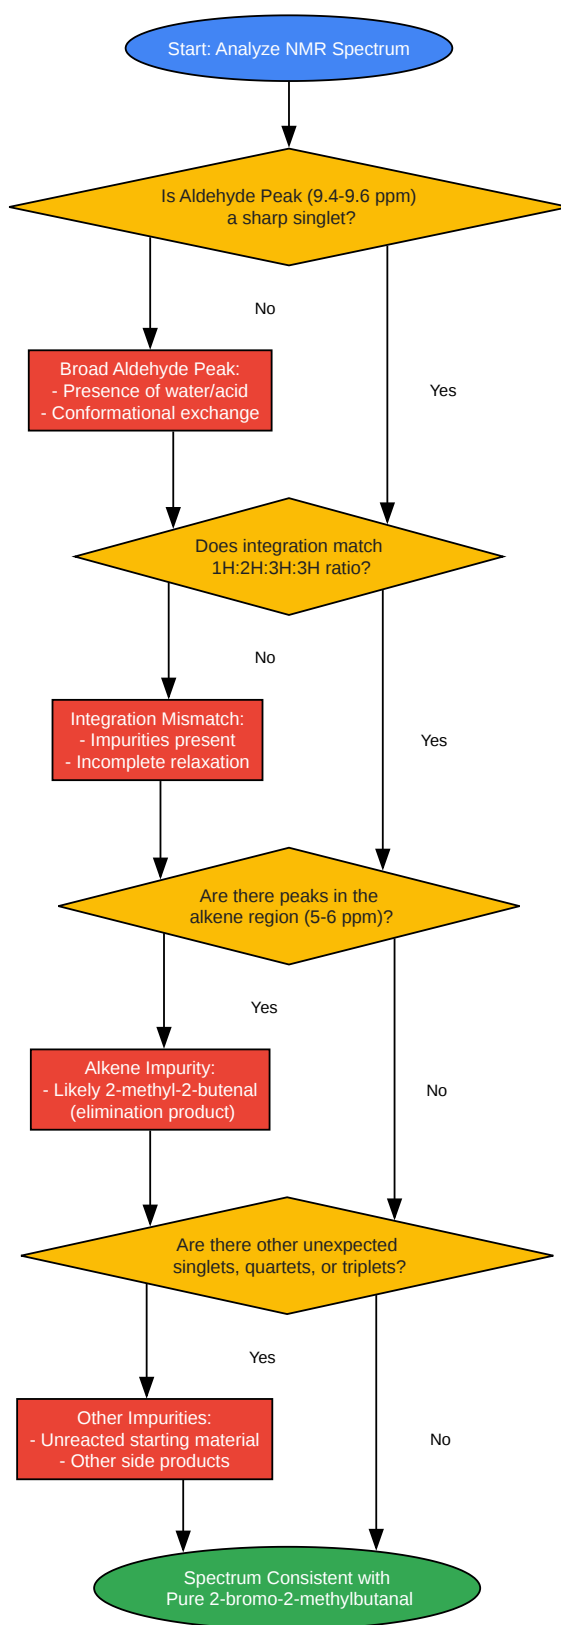 Start: Analyze NMR Spectrum
Is Aldehyde Peak (9.4-9.6 ppm)
a sharp singlet?
No
Broad Aldehyde Peak:
- Presence of water/acid
- Conformational exchange
Yes
Does integration match
1H:2H:3H:3H ratio?
No
Integration Mismatch:
- Impurities present
- Incomplete relaxation
Yes
Are there peaks in the
alkene region (5-6 ppm)?
Yes
Alkene Impurity:
- Likely 2-methyl-2-butenal
(elimination product)
No
Are there other unexpected
singlets, quartets, or triplets?
Yes
Other Impurities:
- Unreacted starting material
- Other side products
No
Spectrum Consistent with
Pure 2-bromo-2-methylbutanal